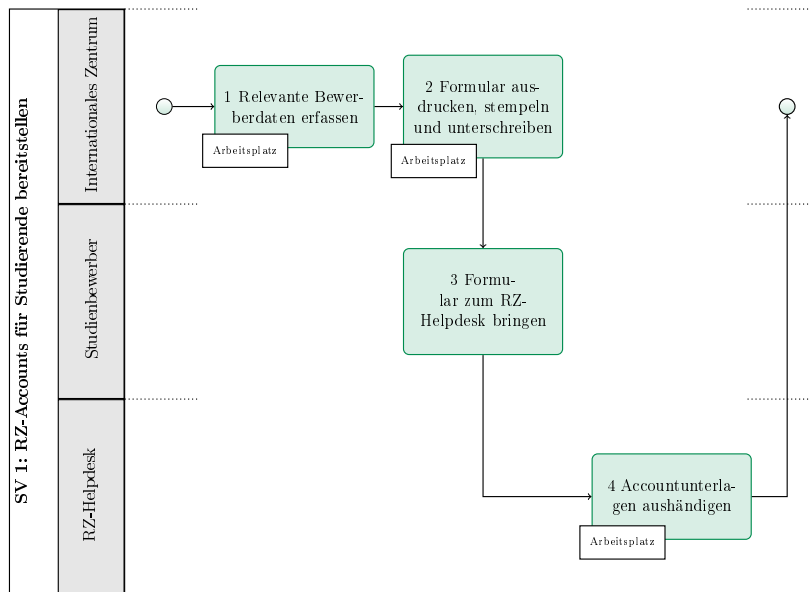 SV 1: RZ-Accounts für Studierende bereitstellen
Internationales Zentrum
1 Relevante Bewer-
berdaten erfassen
Arbeitsplatz
2 Formular aus-
drucken, stempeln
und unterschreiben
Arbeitsplatz
Studienbewerber
3 Formu-
lar zum RZ-
Helpdesk bringen
RZ-Helpdesk
4 Accountunterla-
gen aushändigen
Arbeitsplatz